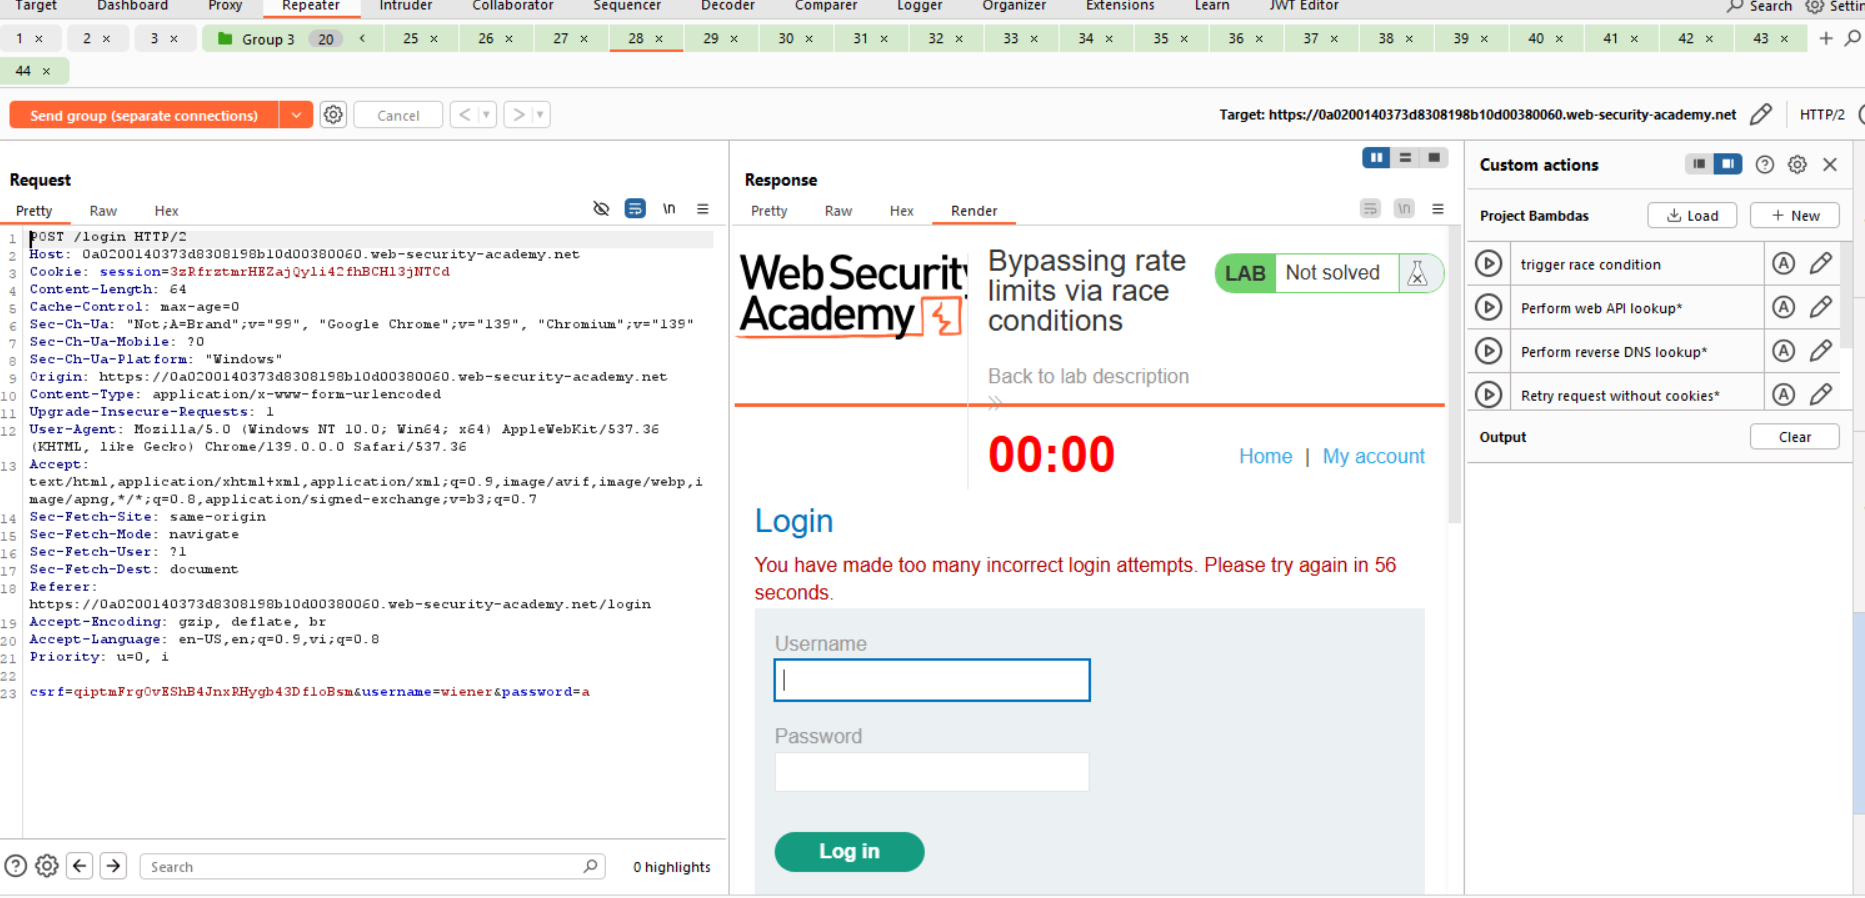 Target Dashboard Proxy Repeater Intruder Collaborator Sequencer Decoder Comparer Logger Organizer Extensions Learn JWT Editor Search Settin
1 × 2 × 3 × Group 3 20 < 25 × 26 × 27 × 28 × 29 × 30 × 31 × 32 × 33 × 34 × 35 × 36 × 37 × 38 × 39 × 40 × 41 × 42 × 43 × +
44 ×
Send group (separate connections) Cancel < > Target: https://0a0200140373d8308198b10d00380060.web-security-academy.net HTTP/2
Request
Pretty Raw Hex \n
1 POST /login HTTP/2
2 Host: 0a0200140373d8308198b10d00380060.web-security-academy.net
3 Cookie: session=3zRfrztmrHEZajQyli42fhBCHl3jNTCd
4 Content-Length: 64
5 Cache-Control: max-age=0
6 Sec-Ch-Ua: "Not;A=Brand";v="99", "Google Chrome";v="139", "Chromium";v="139"
7 Sec-Ch-Ua-Mobile: ?0
8 Sec-Ch-Ua-Platform: "Windows"
9 Origin: https://0a0200140373d8308198b10d00380060.web-security-academy.net
10 Content-Type: application/x-www-form-urlencoded
11 Upgrade-Insecure-Requests: 1
12 User-Agent: Mozilla/5.0 (Windows NT 10.0; Win64; x64) AppleWebKit/537.36
(KHTML, like Gecko) Chrome/139.0.0.0 Safari/537.36
13 Accept:
text/html,application/xhtml+xml,application/xml;q=0.9,image/avif,image/webp,i
mage/apng,*/*;q=0.8,application/signed-exchange;v=b3;q=0.7
14 Sec-Fetch-Site: same-origin
15 Sec-Fetch-Mode: navigate
16 Sec-Fetch-User: ?1
17 Sec-Fetch-Dest: document
18 Referer:
https://0a0200140373d8308198b10d00380060.web-security-academy.net/login
19 Accept-Encoding: gzip, deflate, br
20 Accept-Language: en-US,en;q=0.9,vi;q=0.8
21 Priority: u=0, i
22
23 csrf=qiptmFrgOvEShB4JnxRHygb43DfloBsm&username=wiener&password=a
Search 0 highlights
Response
Pretty Raw Hex Render \n
Web Security
Academy
Bypassing rate
limits via race
conditions
LAB Not solved
Back to lab description
00:00
Home | My account
Login
You have made too many incorrect login attempts. Please try again in 56
seconds.
Username
Password
Log in
Custom actions
Project Bambdas Load + New
trigger race condition A
Perform web API lookup* A
Perform reverse DNS lookup* A
Retry request without cookies* A
Output Clear